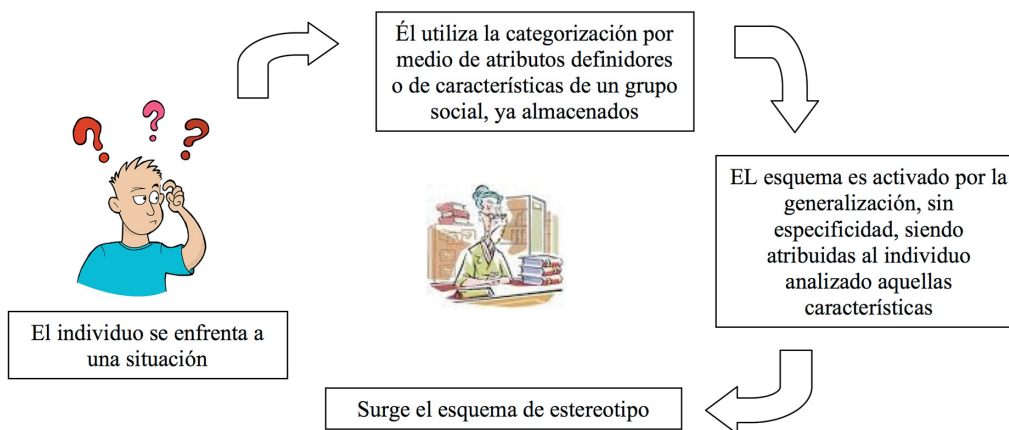 Él utiliza la categorización por
medio de atributos definidores
o de características de un grupo
social, ya almacenados
EL esquema es activado por la
generalización, sin
especificidad, siendo
atribuidas al individuo
analizado aquellas
características
El individuo se enfrenta a
una situación
Surge el esquema de estereotipo